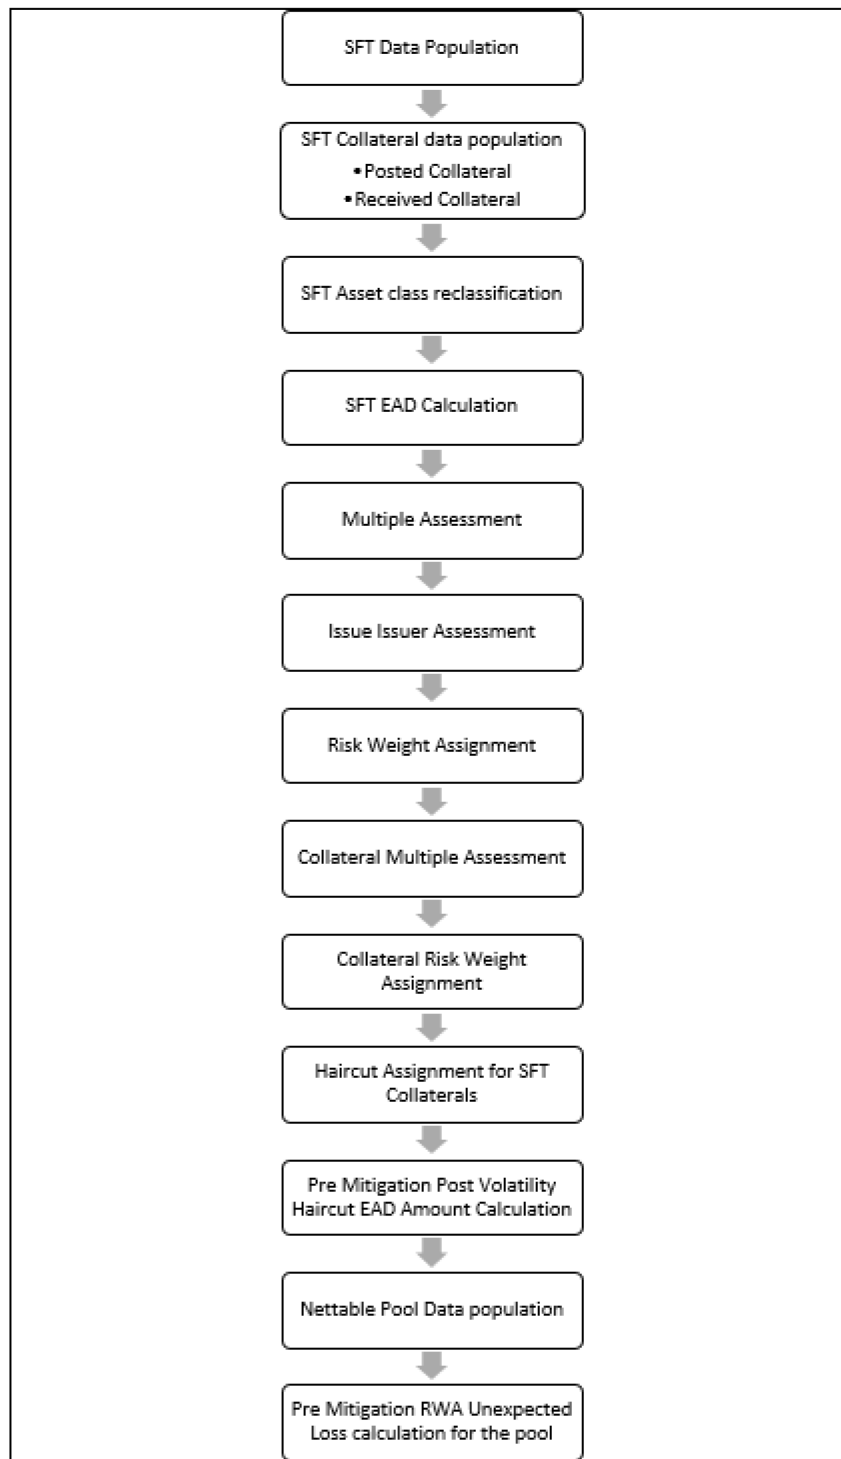 SFT Data Population
SFT Collateral data population
•Posted Collateral
•Received Collateral
SFT Asset class reclassification
SFT EAD Calculation
Multiple Assessment
Issue Issuer Assessment
Risk Weight Assignment
Collateral Multiple Assessment
Collateral Risk Weight
Assignment
Haircut Assignment for SFT
Collaterals
Pre Mitigation Post Volatility
Haircut EAD Amount Calculation
Nettable Pool Data population
Pre Mitigation RWA Unexpected
Loss calculation for the pool